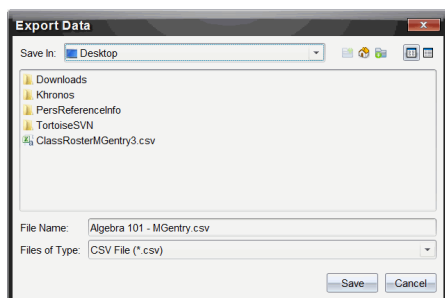 Export Data
Save In: Desktop
Downloads
Khronos
PersReferenceInfo
TortoiseSVN
ClassRosterMGentry3.csv
File Name: Algebra 101 - MGentry.csv
Files of Type: CSV File (*.csv)
Save Cancel